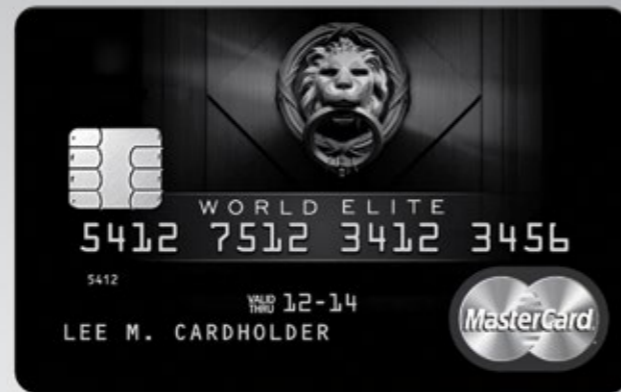 WORLD ELITE
5412 7512 3412 3456
5412
VALID THRU 12-14
LEE M. CARDHOLDER
MasterCard